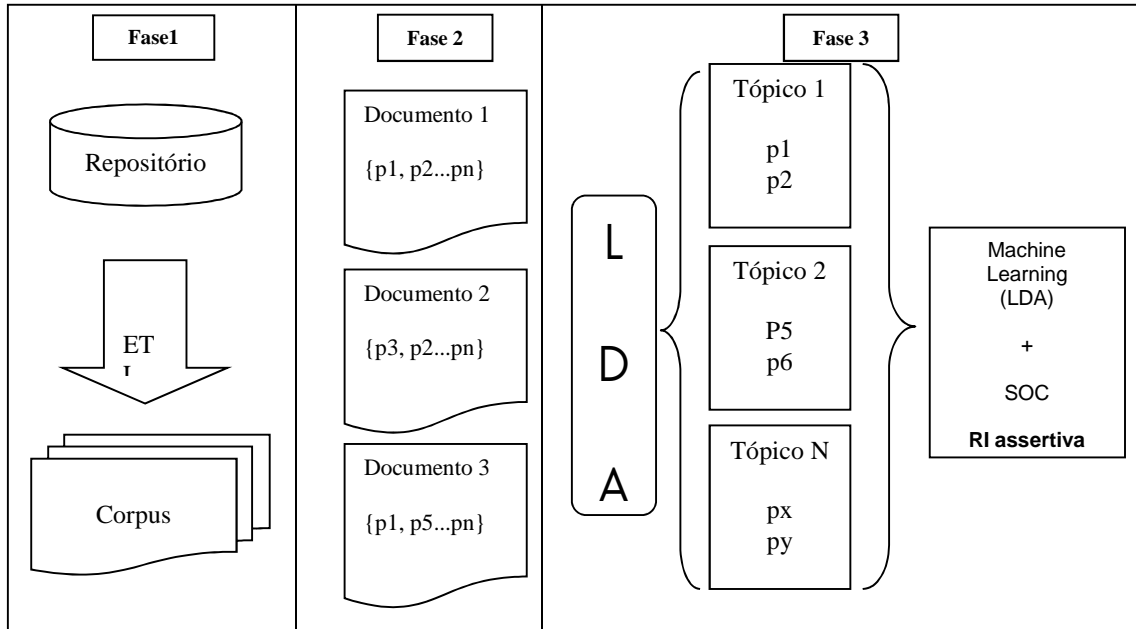 Fase1
Repositório
ET
Corpus
Fase 2
Documento 1
{p1, p2...pn}
Documento 2
{p3, p2...pn}
Documento 3
{p1, p5...pn}
Fase 3
L
D
A
Tópico 1
p1
p2
Tópico 2
P5
p6
Tópico N
px
py
Machine
Learning
(LDA)
+
SOC
RI assertiva